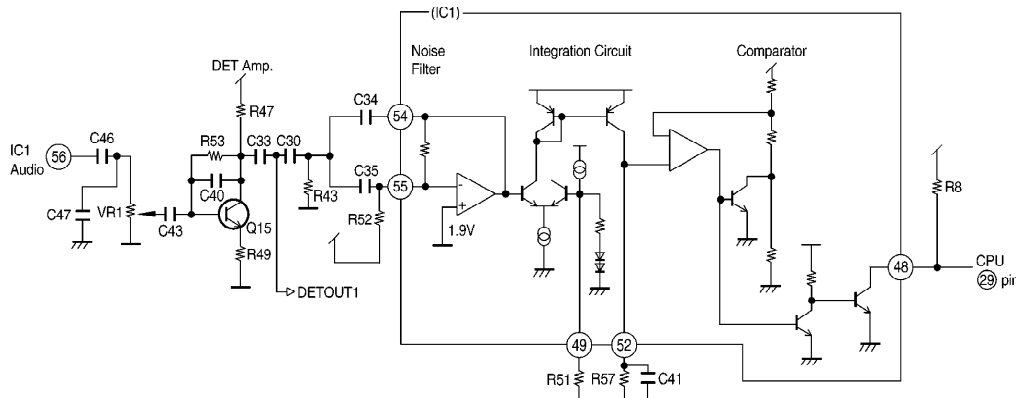 (IC1)
Noise
Filter
Integration Circuit
Comparator
DET Amp.
R47
C34
54
R53
C33
C30
IC1
Audio
56
C46
C35
55
R43
C40
R52
C47
VR1
C43
Q15
R49
1.9V
R8
48
CPU
29 pin
DETOUT1
49
52
R51
R57
C41
-
+